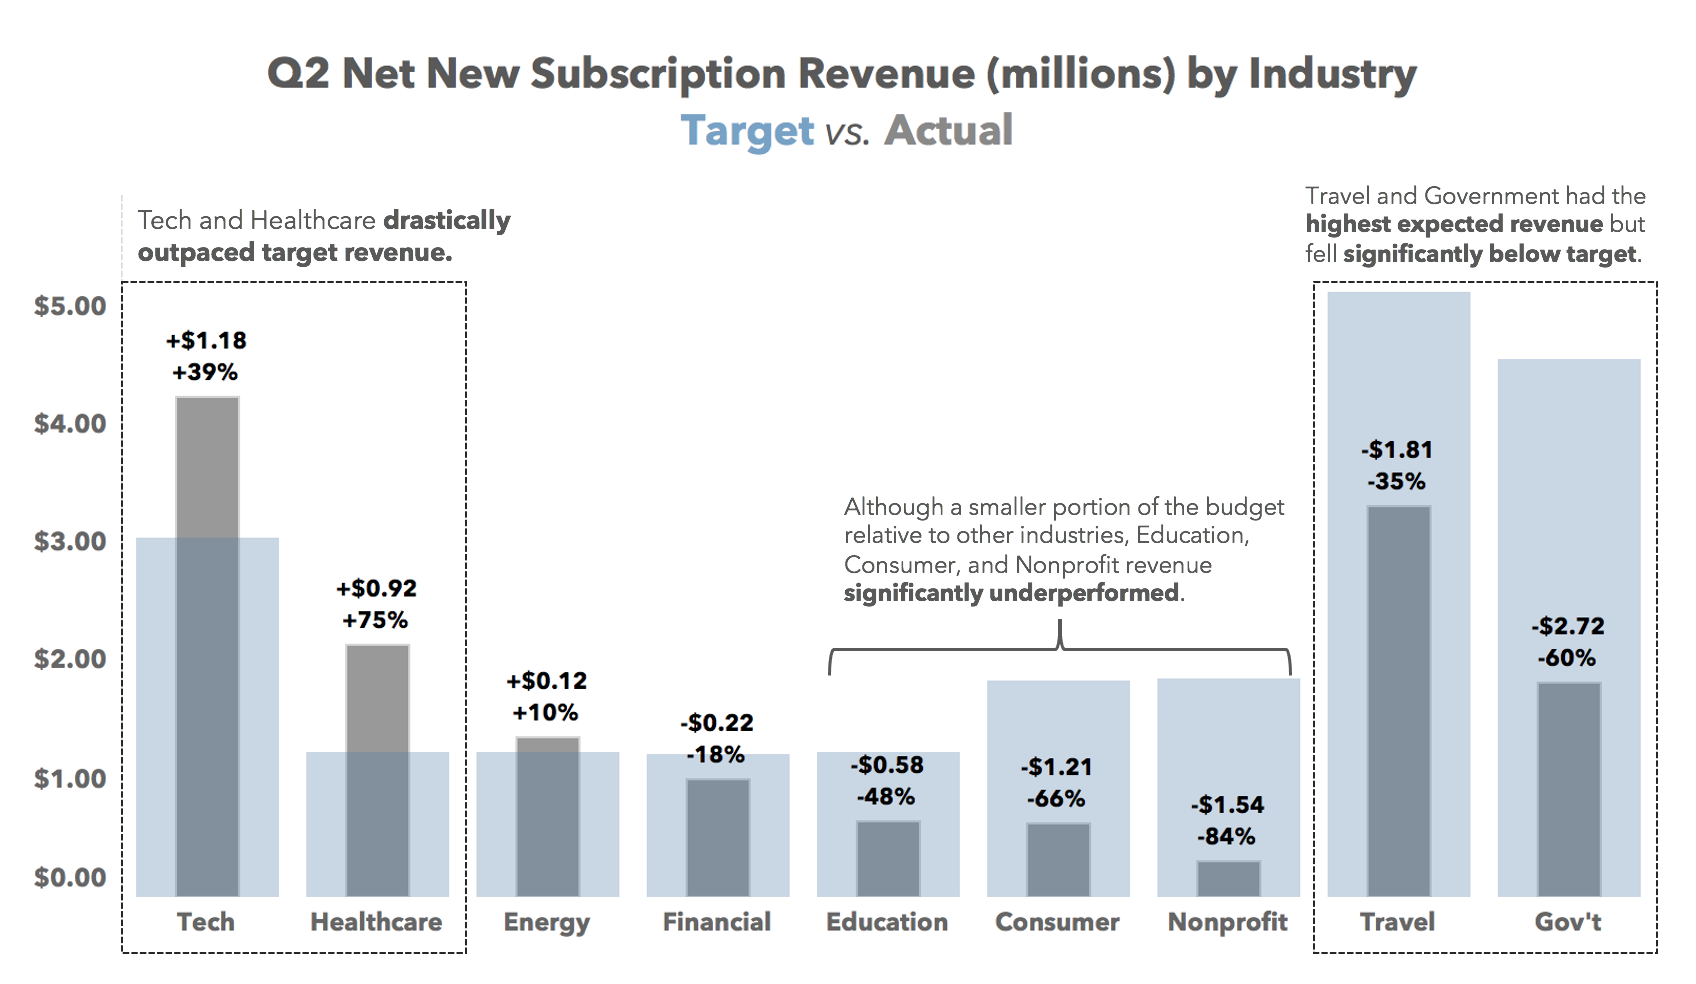 Q2 Net New Subscription Revenue (millions) by Industry
Target vs. Actual
Tech and Healthcare drastically
outpaced target revenue.
Travel and Government had the
highest expected revenue but
fell significantly below target.
$5.00
$4.00
$3.00
$2.00
$1.00
$0.00
+$1.18
+39%
+$0.92
+75%
+$0.12
+10%
-$0.22
-18%
Although a smaller portion of the budget
relative to other industries, Education,
Consumer, and Nonprofit revenue
significantly underperformed.
-$0.58
-48%
-$1.21
-66%
-$1.54
-84%
-$1.81
-35%
-$2.72
-60%
Tech
Healthcare
Energy
Financial
Education
Consumer
Nonprofit
Travel
Gov't